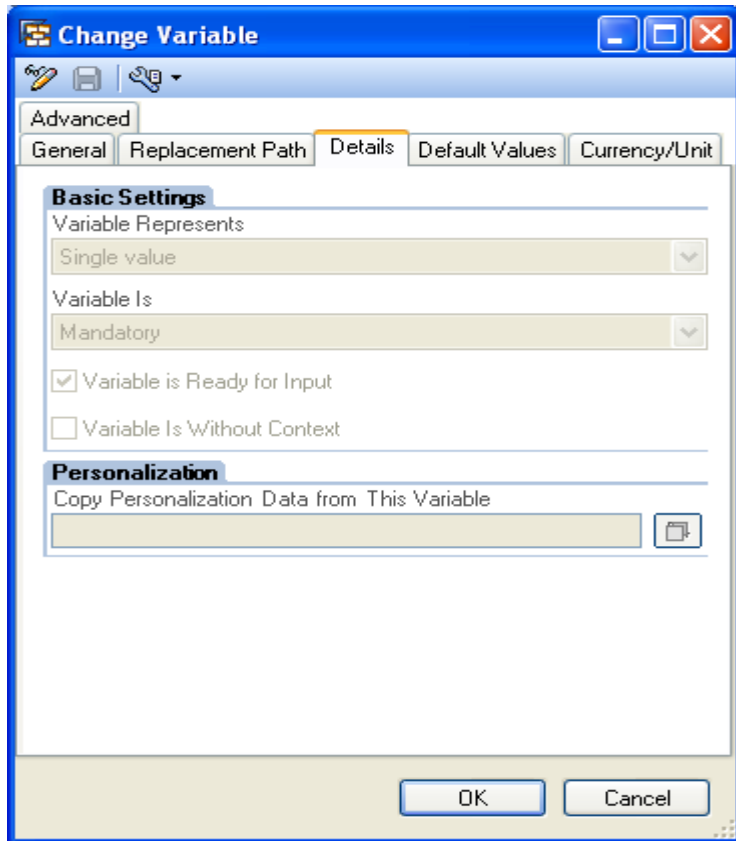 Change Variable
Advanced
General Replacement Path Details Default Values Currency/Unit
Basic Settings
Variable Represents
Single value
Variable Is
Mandatory
Variable is Ready for Input
Variable Is Without Context
Personalization
Copy Personalization Data from This Variable
OK Cancel